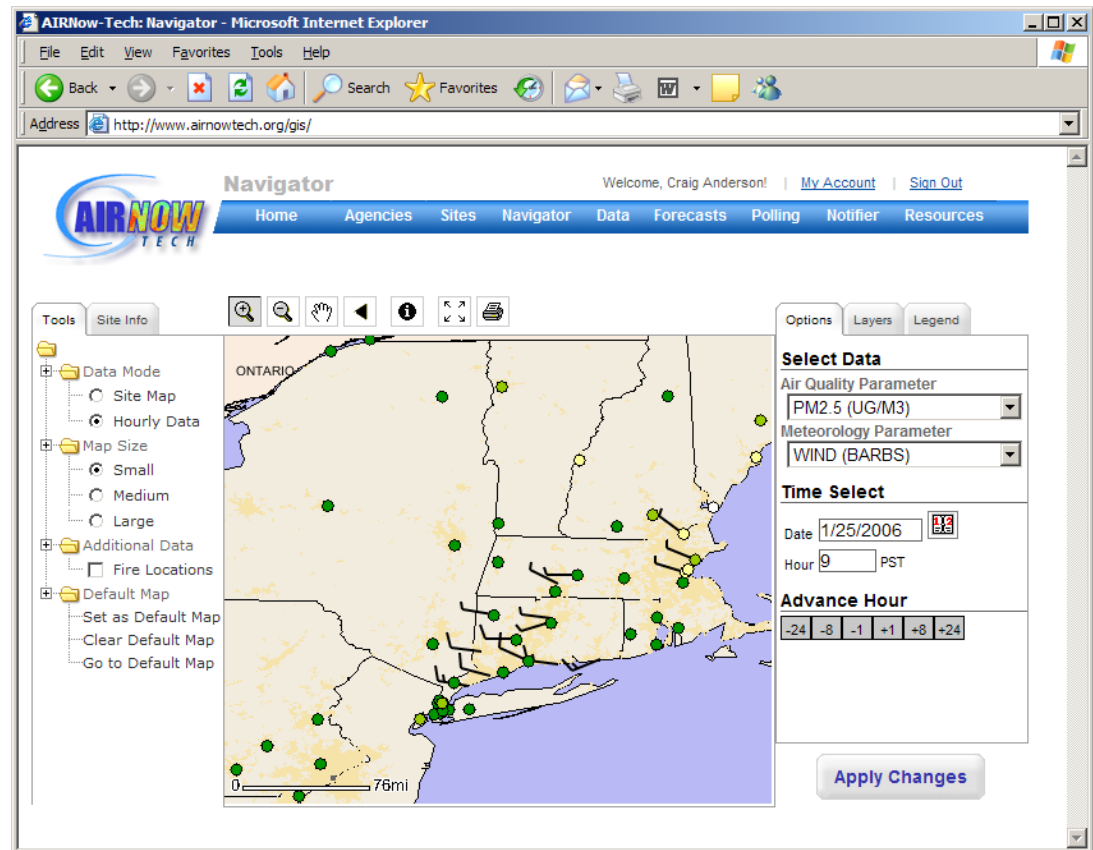 AIRNow-Tech: Navigator - Microsoft Internet Explorer
File Edit View Favorites Tools Help
Back Search Favorites
Address http://www.airnowtech.org/gis/
AIRNOW
TECH
Navigator
Welcome, Craig Anderson! | My Account | Sign Out
Home Agencies Sites Navigator Data Forecasts Polling Notifier Resources
Tools Site Info
Data Mode
Site Map
Hourly Data
Map Size
Small
Medium
Large
Additional Data
Fire Locations
Default Map
Set as Default Map
Clear Default Map
Go to Default Map
ONTARIO
0 76mi
Options Layers Legend
Select Data
Air Quality Parameter
PM2.5 (UG/M3)
Meteorology Parameter
WIND (BARBS)
Time Select
Date 1/25/2006
Hour 9 PST
Advance Hour
-24 -8 -1 +1 +8 +24
Apply Changes